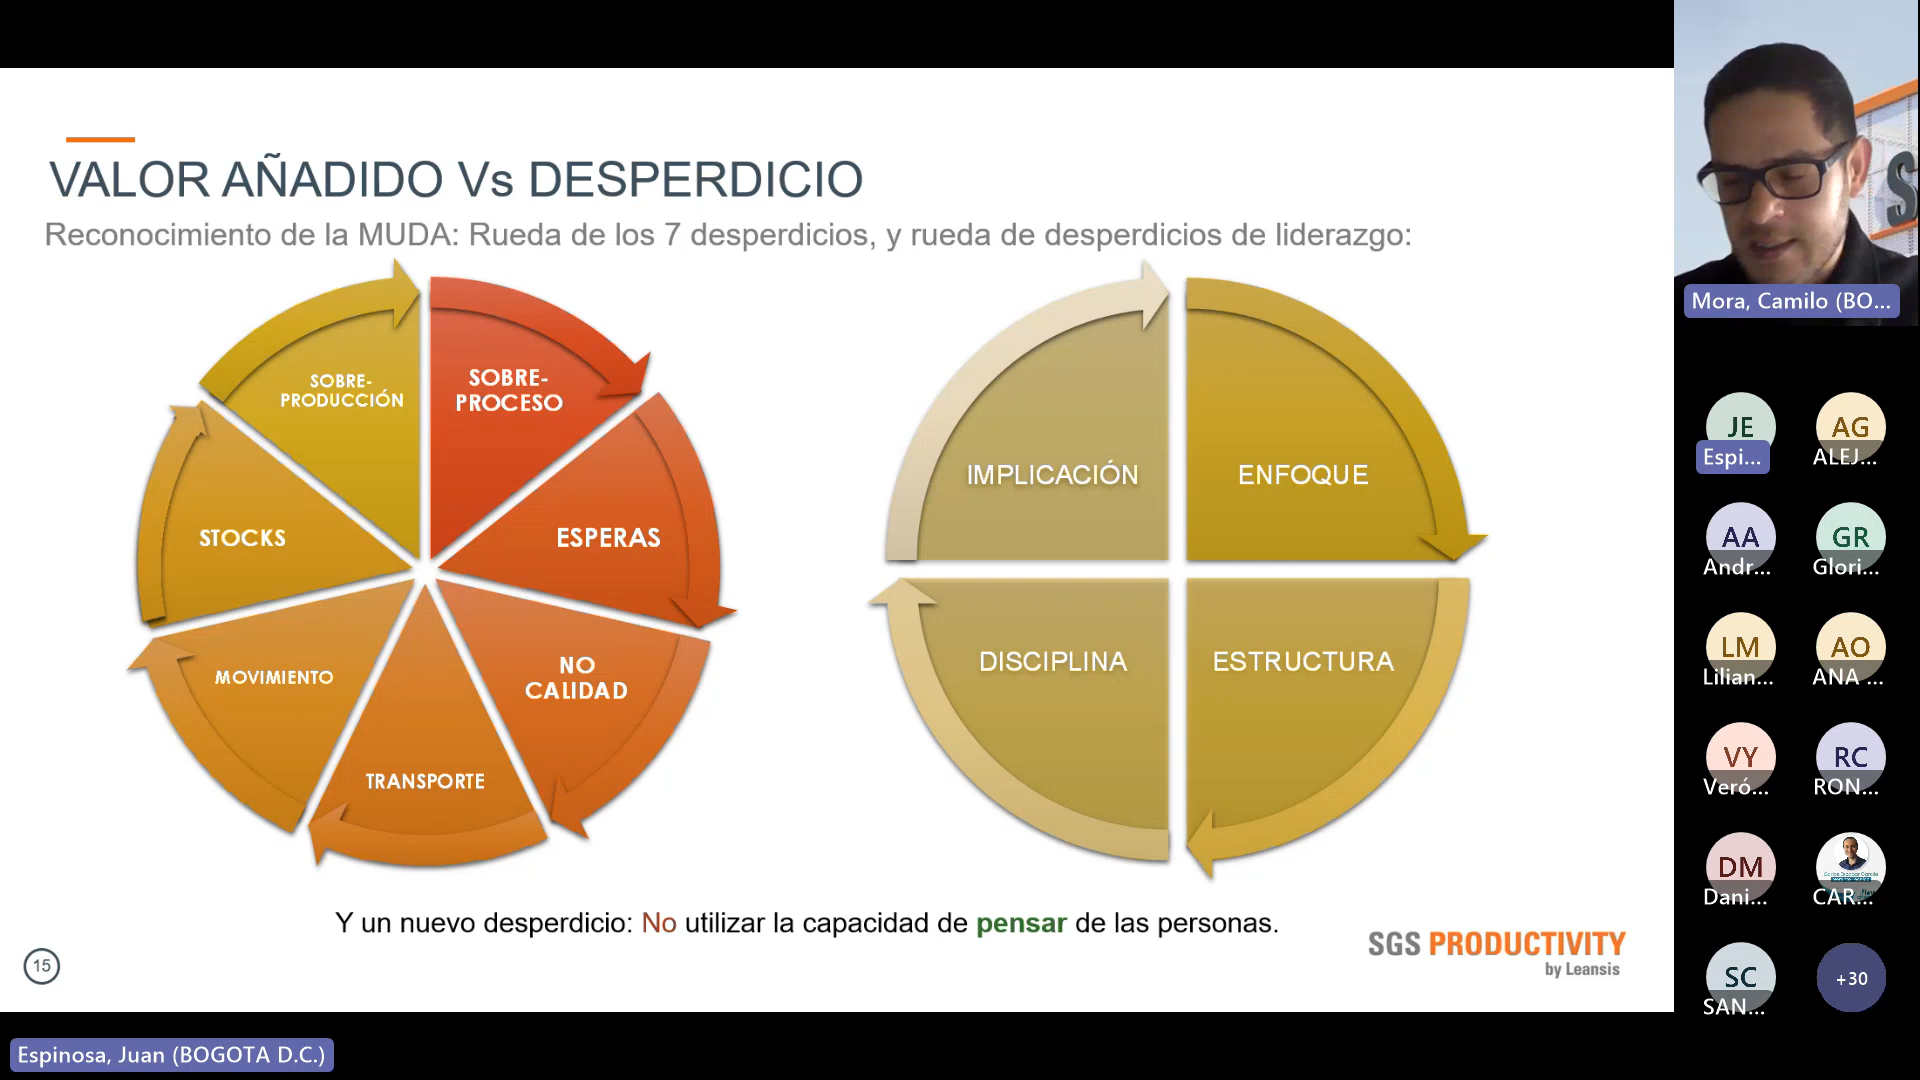 VALOR AÑADIDO Vs DESPERDICIO
Reconocimiento de la MUDA: Rueda de los 7 desperdicios, y rueda de desperdicios de liderazgo:
SOBRE-
PRODUCCIÓN
SOBRE-
PROCESO
ESPERAS
NO
CALIDAD
TRANSPORTE
MOVIMIENTO
STOCKS
IMPLICACIÓN
ENFOQUE
DISCIPLINA
ESTRUCTURA
Y un nuevo desperdicio: No utilizar la capacidad de pensar de las personas.
SGS PRODUCTIVITY
by Leansis
15
Espinosa, Juan (BOGOTA D.C.)
S
Mora, Camilo (BO...
JE
Espi...
AG
ALEJ...
AA
Andr...
GR
Glori...
LM
Lilian...
AO
ANA ...
VY
Veró...
RC
RON...
DM
Dani...
CAR...
SC
SAN...
+30